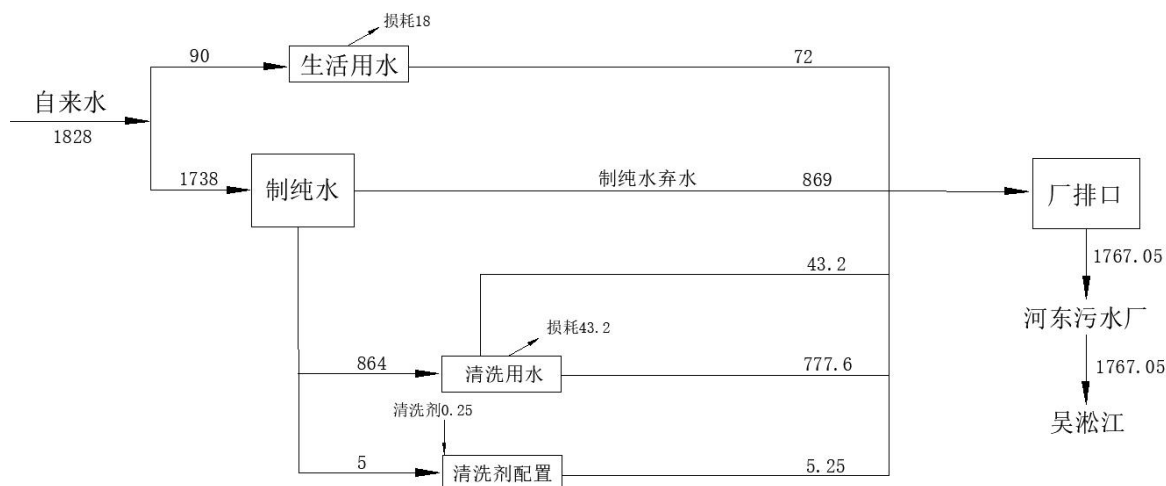 损耗18
90
生活用水
72
自来水
1828
1738
制纯水
制纯水弃水
869
厂排口
43.2
1767.05
损耗43.2
河东污水厂
864
清洗用水
777.6
1767.05
清洗剂0.25
吴淞江
5
清洗剂配置
5.25